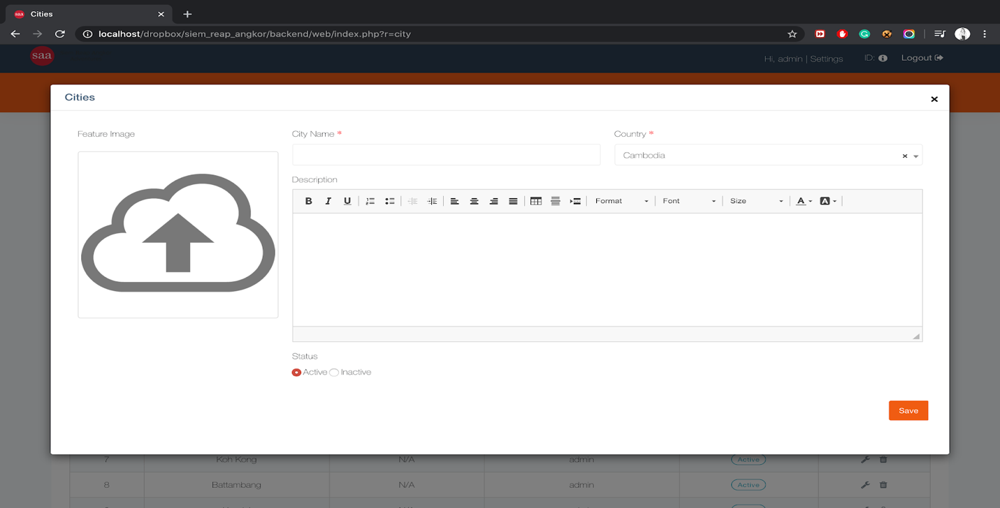 saa Cities
localhost/dropbox/siem_reap_angkor/backend/web/index.php?r=city
saa
Hi, admin | Settings ID: Logout
Cities
Feature Image
City Name *
Country *
Cambodia
Description
B I U Format Font Size A A
Status
Active Inactive
Save
7 Koh Kong N/A admin Active
8 Battambang N/A admin Active